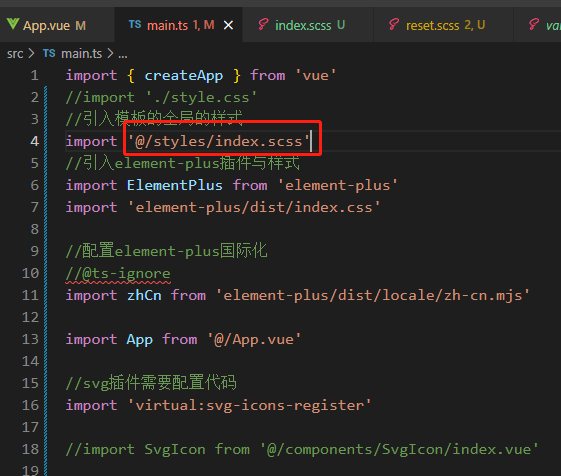 App.vue M
main.ts 1, M
index.scss U
reset.scss 2, U
src > TS main.ts > ...
1 import { createApp } from 'vue'
2 //import './style.css'
3 //引入模板的全局的样式
4 import '@/styles/index.scss'
5 //引入element-plus插件与样式
6 import ElementPlus from 'element-plus'
7 import 'element-plus/dist/index.css'
8
9 //配置element-plus国际化
10 //@ts-ignore
11 import zhCn from 'element-plus/dist/locale/zh-cn.mjs'
12
13 import App from '@/App.vue'
14
15 //svg插件需要配置代码
16 import 'virtual:svg-icons-register'
17
18 //import SvgIcon from '@/components/SvgIcon/index.vue'
19